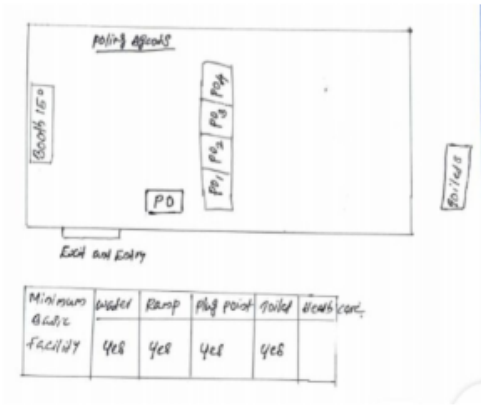 Poling Agents
Booth 150
PO4
PO3
PO2
PO1
PO
Toilets
Exit and Entry
Minimum Basic Facility
water
Ramp
plug point
Toilet
Health care
Yes
Yes
Yes
Yes